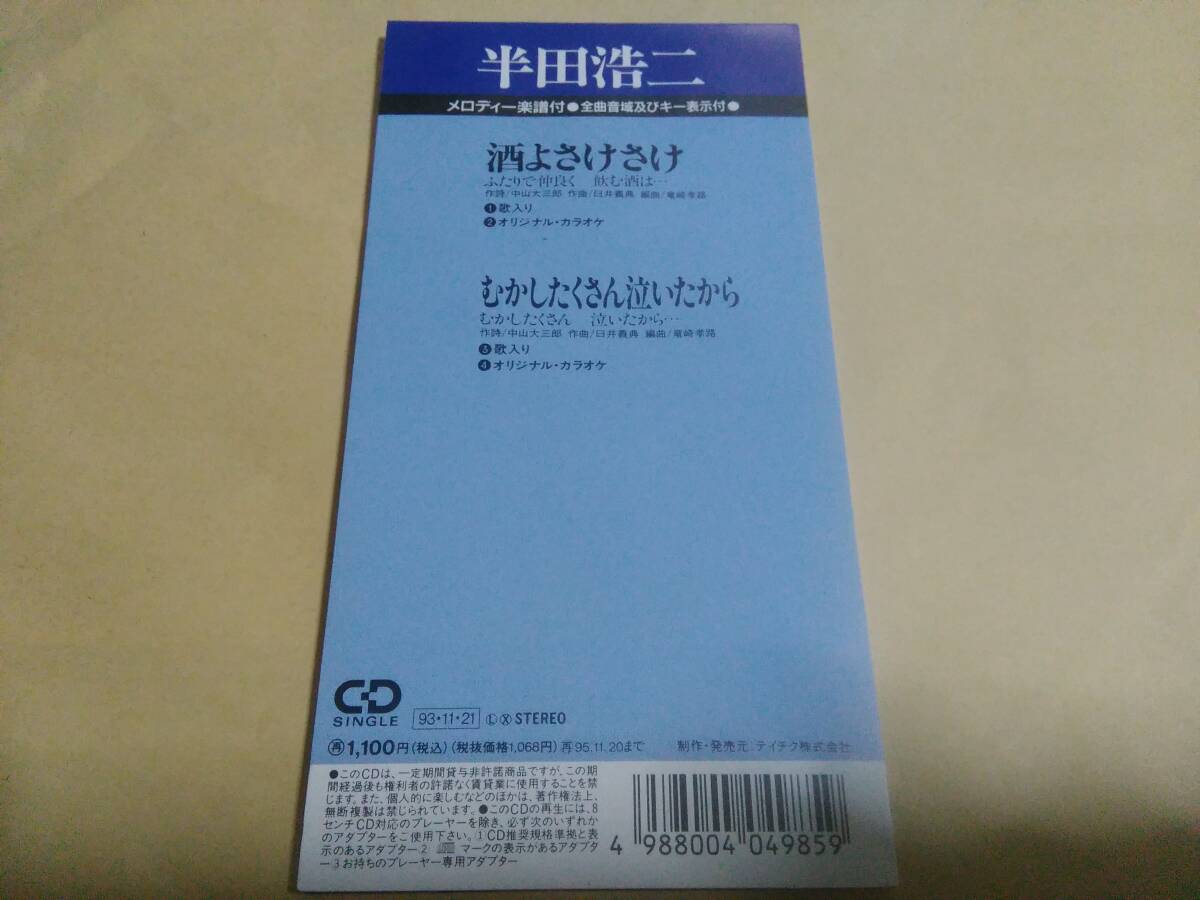 半田浩二
メロディー楽譜付●全曲音域及びキー表示付●
酒よさけさけ
ふたりで仲良く 飲む酒は…
作詩/中山大三郎 作曲/臼井義典 編曲/竜崎孝路
❶歌入り
❷オリジナル・カラオケ
むかしたくさん泣いたから
むかしたくさん 泣いたから…
作詩/中山大三郎 作曲/臼井義典 編曲/竜崎孝路
❸歌入り
❹オリジナル・カラオケ
CD
SINGLE 93・11・21 ⓁⓍSTEREO
再1,100円(税込)(税抜価格1,068円)再95.11.20まで 制作・発売元:テイチク株式会社
●このCDは、一定期間貸与非許諾商品ですが、この期
間経過後も権利者の許諾なく賃貸業に使用することを禁
じます。また、個人的に楽しむなどのほかは、著作権法上、
無断複製は禁じられています。●このCDの再生には、8
センチCD対応のプレーヤーを除き、必ず次のいずれか
のアダプターをご使用下さい。①CD推奨規格準拠と表
示のあるアダプター② マークの表示があるアダプタ
ー③お持ちのプレーヤー専用アダプター
4 988004 049859